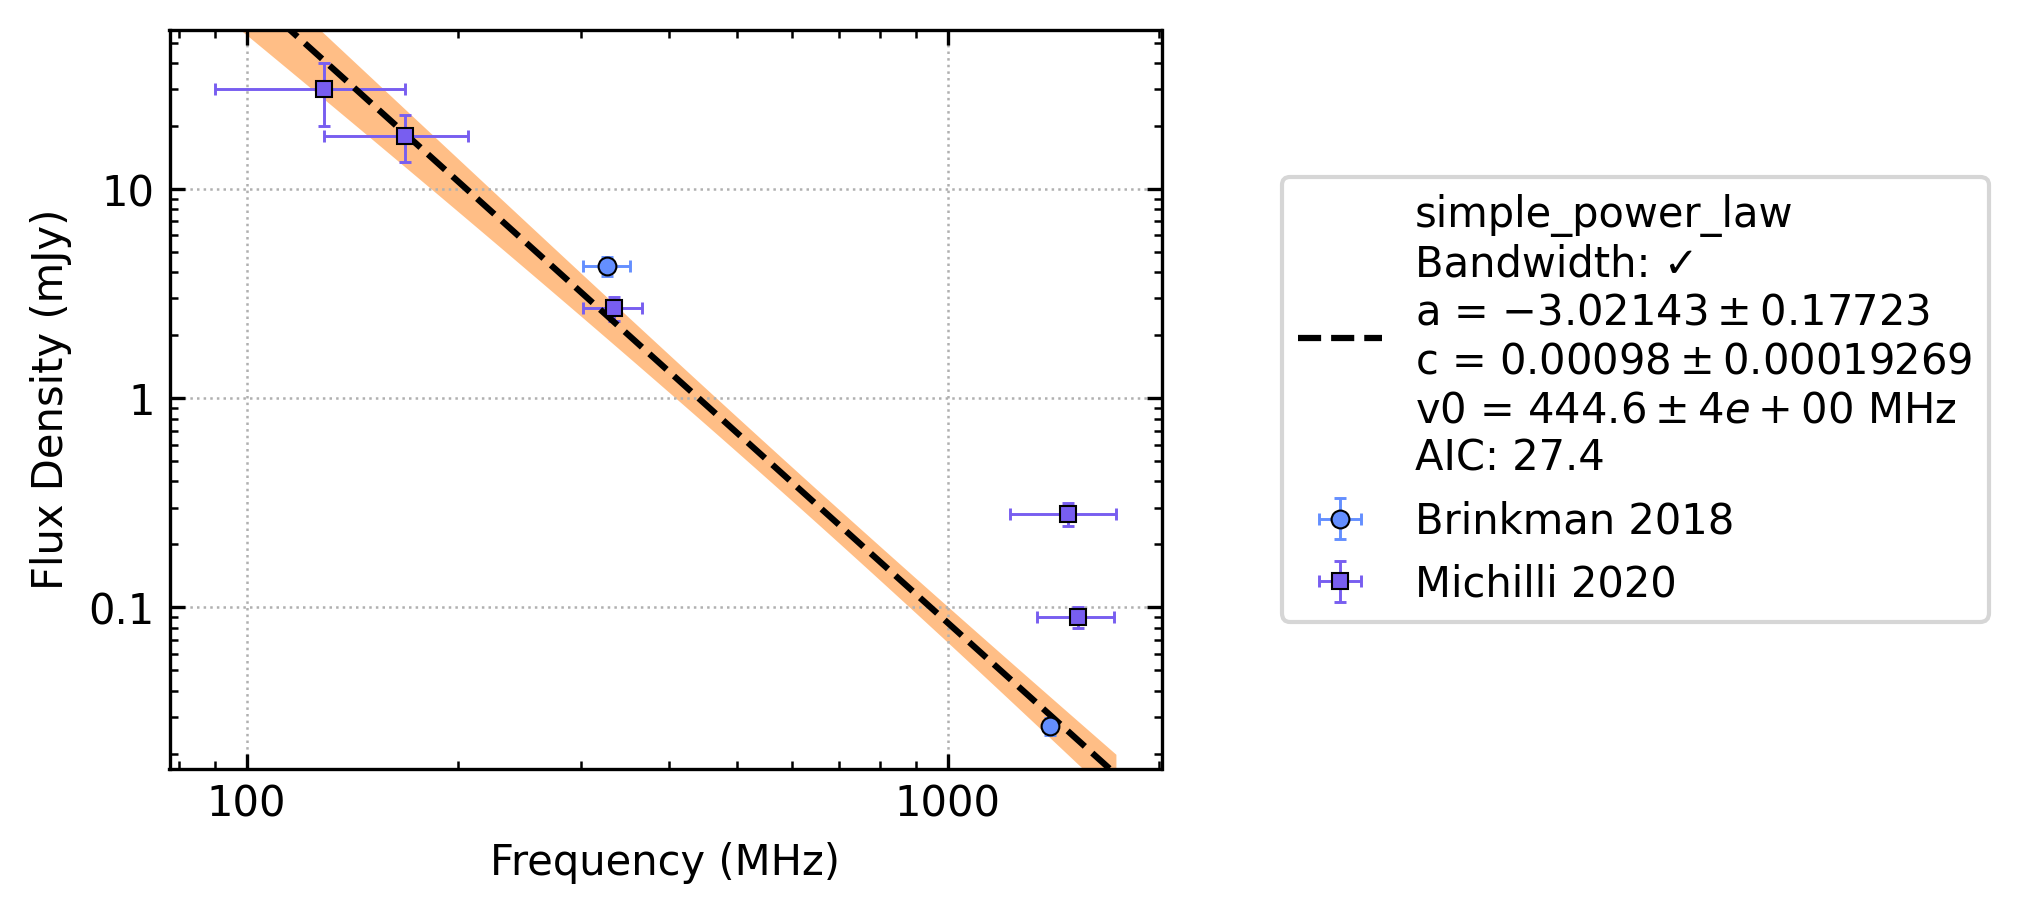 10
1
0.1
100
1000
Flux Density (mJy)
Frequency (MHz)
simple_power_law
Bandwidth: ✓
a = −3.02143 ± 0.17723
c = 0.00098 ± 0.00019269
v0 = 444.6 ± 4e + 00 MHz
AIC: 27.4
Brinkman 2018
Michilli 2020